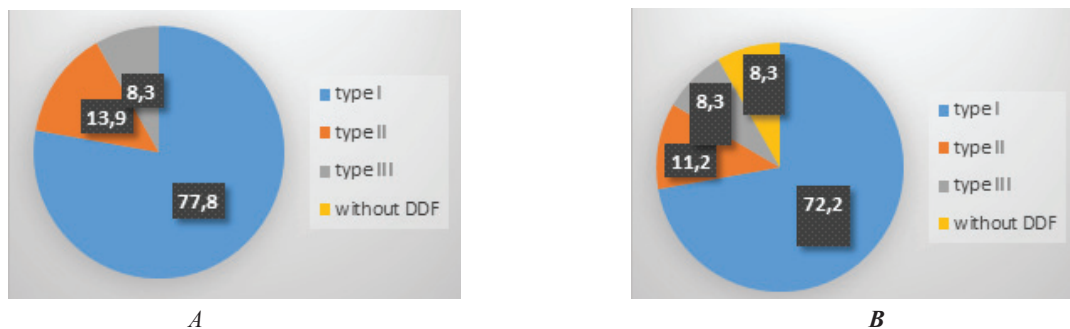 8,3
13,9
77,8
type I
type II
type III
without DDF
A
8,3
8,3
11,2
72,2
type I
type II
type III
without DDF
B